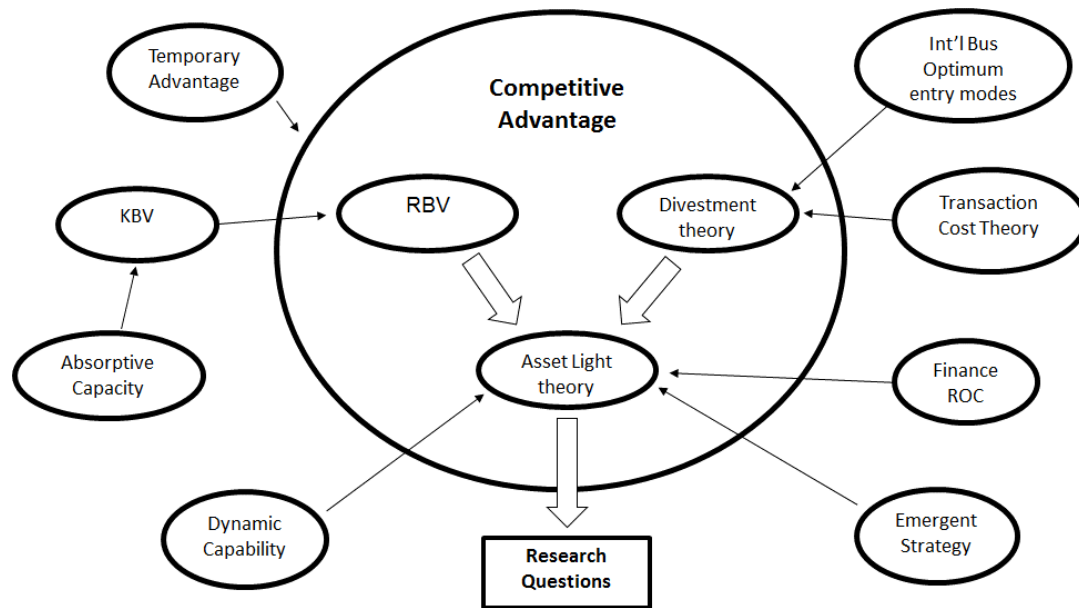 Temporary
Advantage
Competitive
Advantage
Int'l Bus
Optimum
entry modes
KBV
RBV
Divestment
theory
Transaction
Cost Theory
Absorptive
Capacity
Asset Light
theory
Finance
ROC
Dynamic
Capability
Emergent
Strategy
Research
Questions